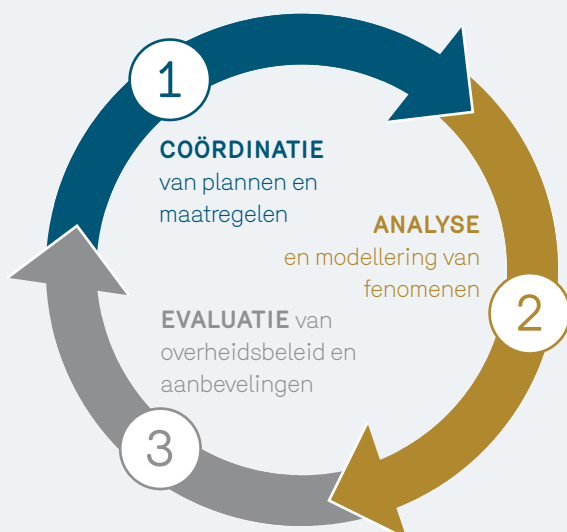 1
COÖRDINATIE
van plannen en
maatregelen
ANALYSE
en modellering van
fenomenen
2
EVALUATIE van
overheidsbeleid en
aanbevelingen
3